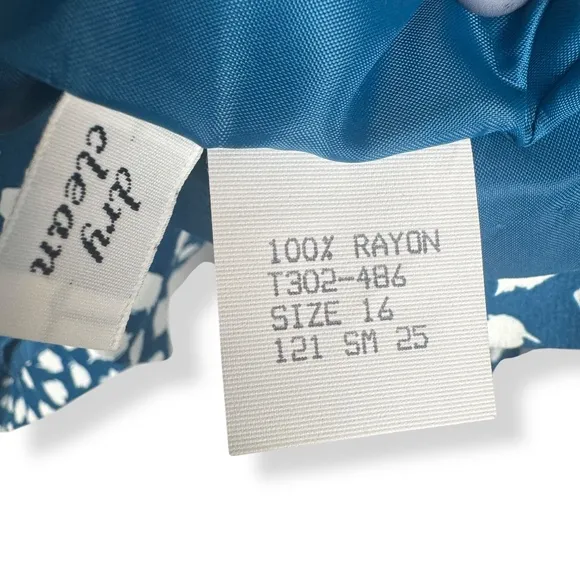 dry
clean
100% RAYON
T302-486
SIZE 16
121 SM 25